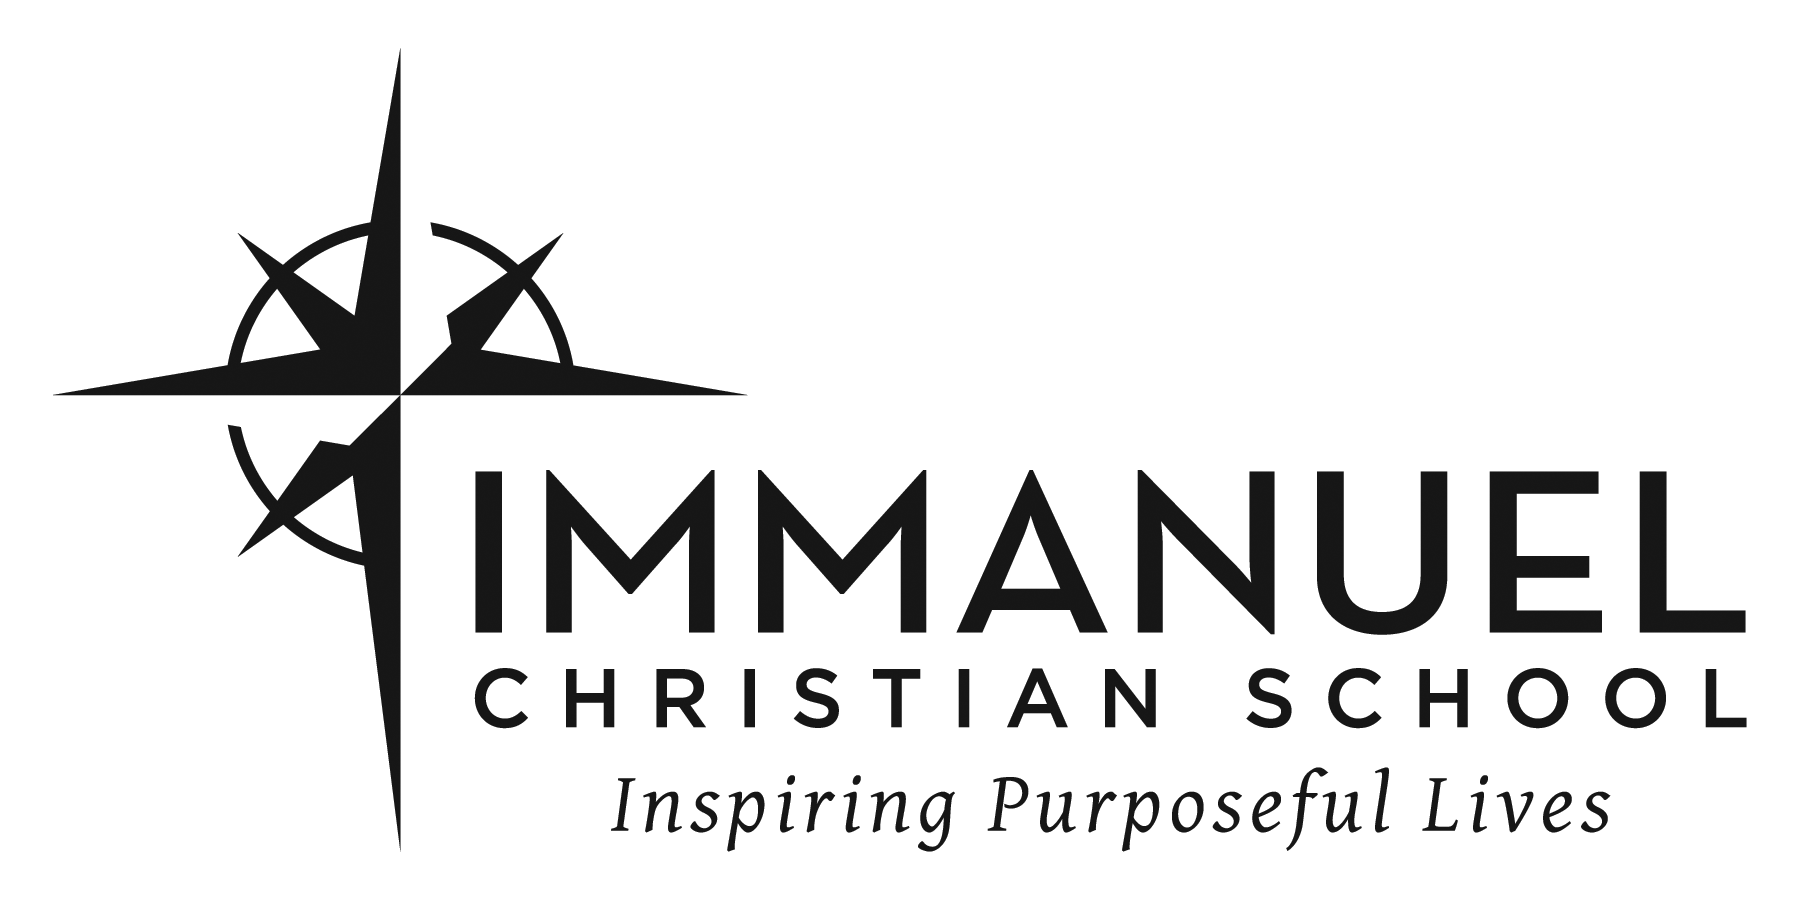 IMMANUEL
CHRISTIAN SCHOOL
Inspiring Purposeful Lives